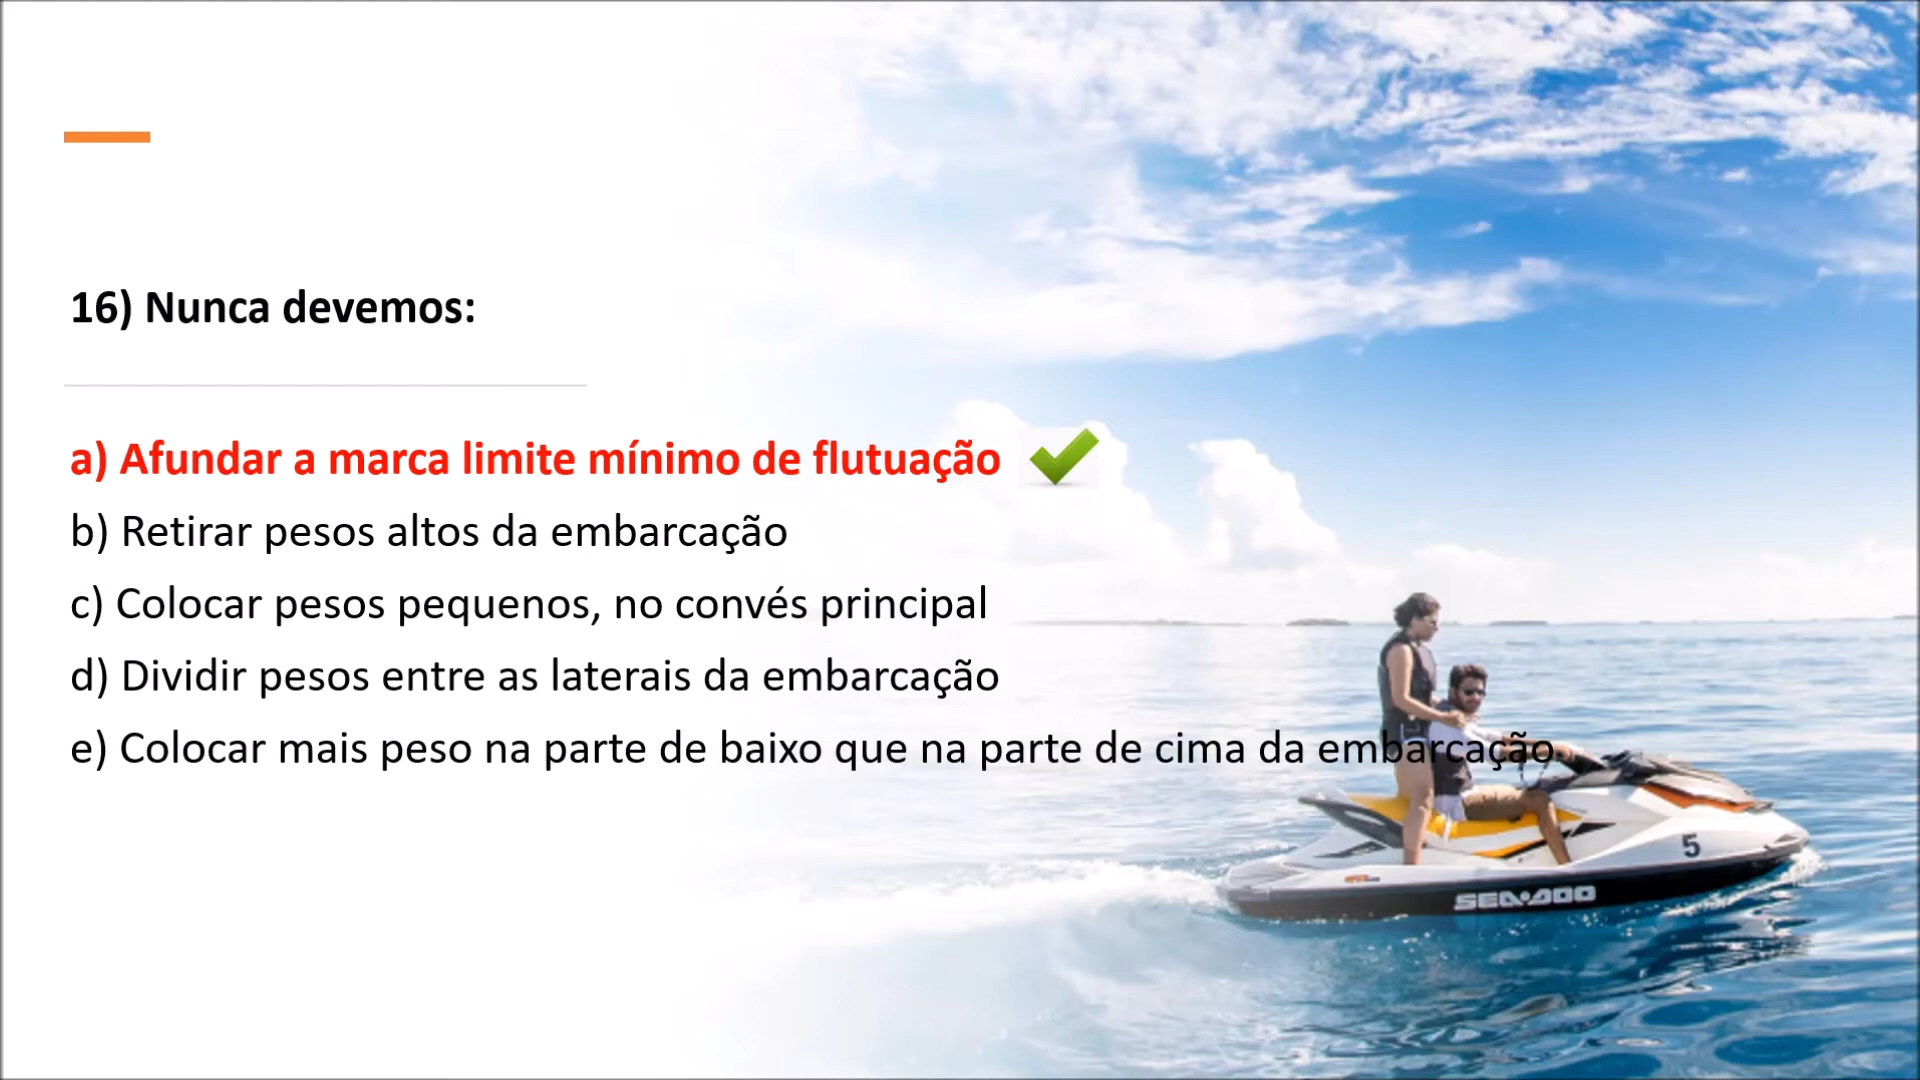 16) Nunca devemos:
a) Afundar a marca limite mínimo de flutuação
b) Retirar pesos altos da embarcação
c) Colocar pesos pequenos, no convés principal
d) Dividir pesos entre as laterais da embarcação
e) Colocar mais peso na parte de baixo que na parte de cima da embarcação
5
SEA-DOO